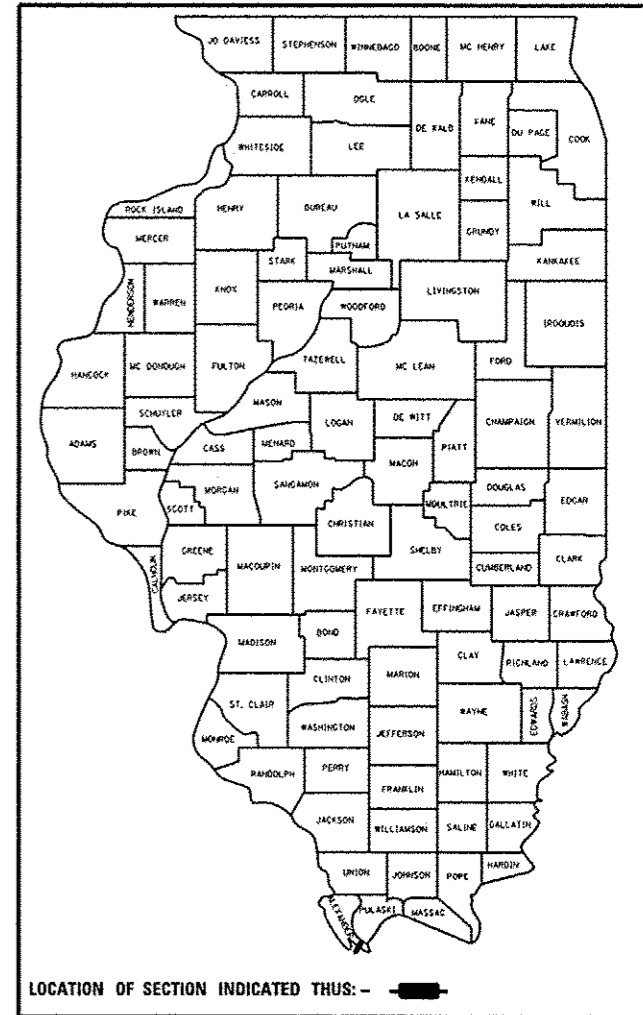 JO DAVIESS STEPHENSON WINNEBAGO BOONE MC HENRY LAKE
CARROLL OGLE DE KALB KANE DU PAGE COOK
WHITESIDE LEE KENDALL WILL
ROCK ISLAND HENRY BUREAU LA SALLE GRUNDY
MERCER PUTNAM KANKAKEE
STARK MARSHALL
HENDERSON WARREN KNOX PEORIA WOODFORD LIVINGSTON IROQUOIS
HANCOCK MC DONOUGH FULTON TAZEWELL MC LEAN FORD
SCHUYLER MASON LOGAN DE WITT CHAMPAIGN VERMILION
ADAMS BROWN CASS MENARD MACON PIATT
PIKE SCOTT MORGAN SANGAMON CHRISTIAN MOULTRIE DOUGLAS EDGAR
COLES
CALHOUN GREENE MACOUPIN MONTGOMERY SHELBY CUMBERLAND CLARK
JERSEY FAYETTE EFFINGHAM JASPER CRAWFORD
MADISON BOND CLAY RICHLAND LAWRENCE
CLINTON MARION
ST. CLAIR WASHINGTON JEFFERSON WAYNE EDWARDS WABASH
MONROE
RANDOLPH PERRY FRANKLIN HAMILTON WHITE
JACKSON WILLIAMSON SALINE GALLATIN
UNION JOHNSON POPE HARDIN
ALEXANDER PULASKI MASSAC
LOCATION OF SECTION INDICATED THUS: -